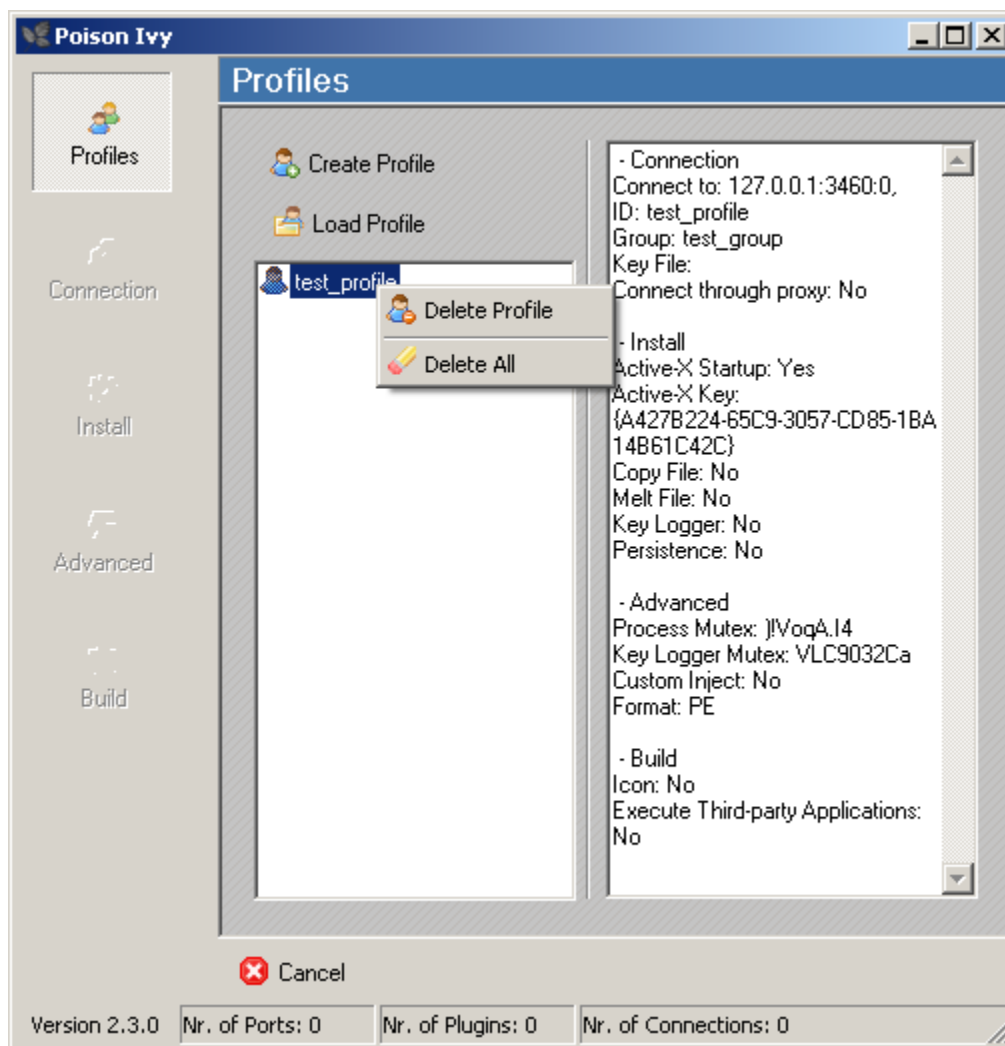 Poison Ivy
Profiles
Profiles
Connection
Install
Advanced
Build
Create Profile
Load Profile
test_profile
Delete Profile
Delete All
- Connection
Connect to: 127.0.0.1:3460:0,
ID: test_profile
Group: test_group
Key File:
Connect through proxy: No
- Install
Active-X Startup: Yes
Active-X Key:
{A427B224-65C9-3057-CD85-1BA
14B61C42C}
Copy File: No
Melt File: No
Key Logger: No
Persistence: No
- Advanced
Process Mutex: )!VoqA.I4
Key Logger Mutex: VLC9032Ca
Custom Inject: No
Format: PE
- Build
Icon: No
Execute Third-party Applications:
No
Cancel
Version 2.3.0
Nr. of Ports: 0
Nr. of Plugins: 0
Nr. of Connections: 0